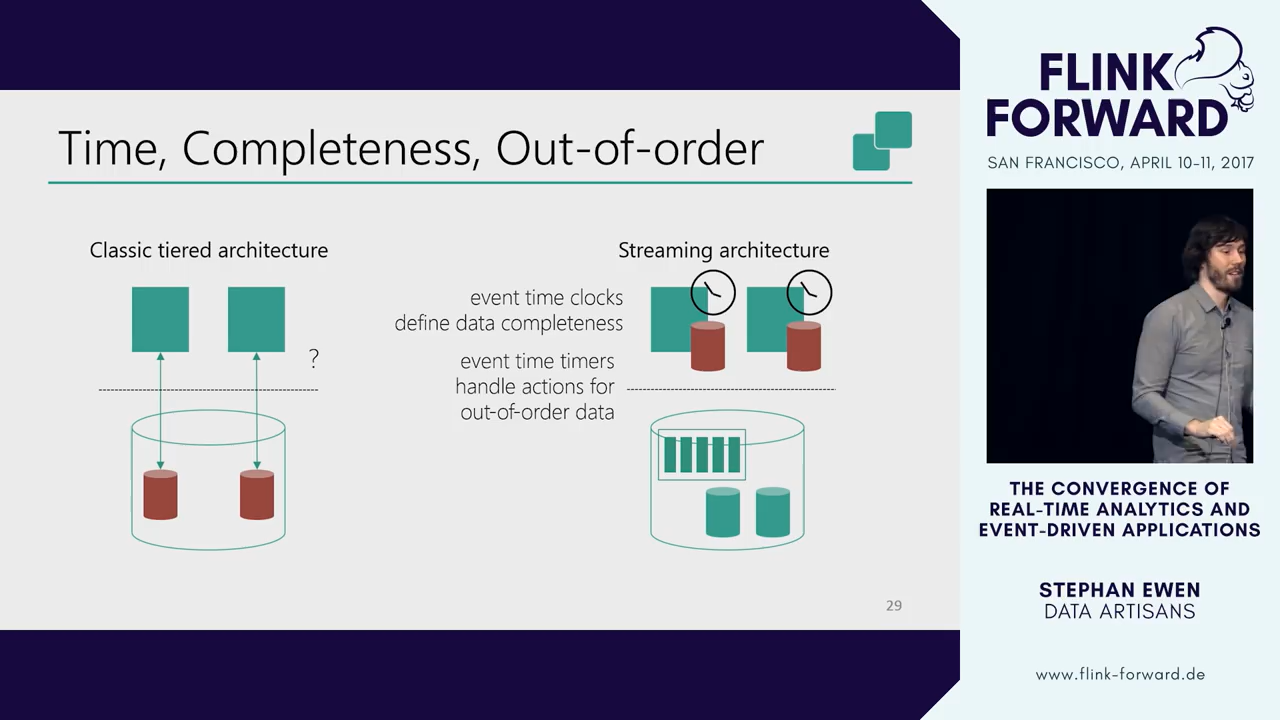 Time, Completeness, Out-of-order
Classic tiered architecture
?
Streaming architecture
event time clocks
define data completeness
event time timers
handle actions for
out-of-order data
29
FLINK
FORWARD
SAN FRANCISCO, APRIL 10-11, 2017
THE CONVERGENCE OF
REAL-TIME ANALYTICS AND
EVENT-DRIVEN APPLICATIONS
STEPHAN EWEN
DATA ARTISANS
www.flink-forward.de